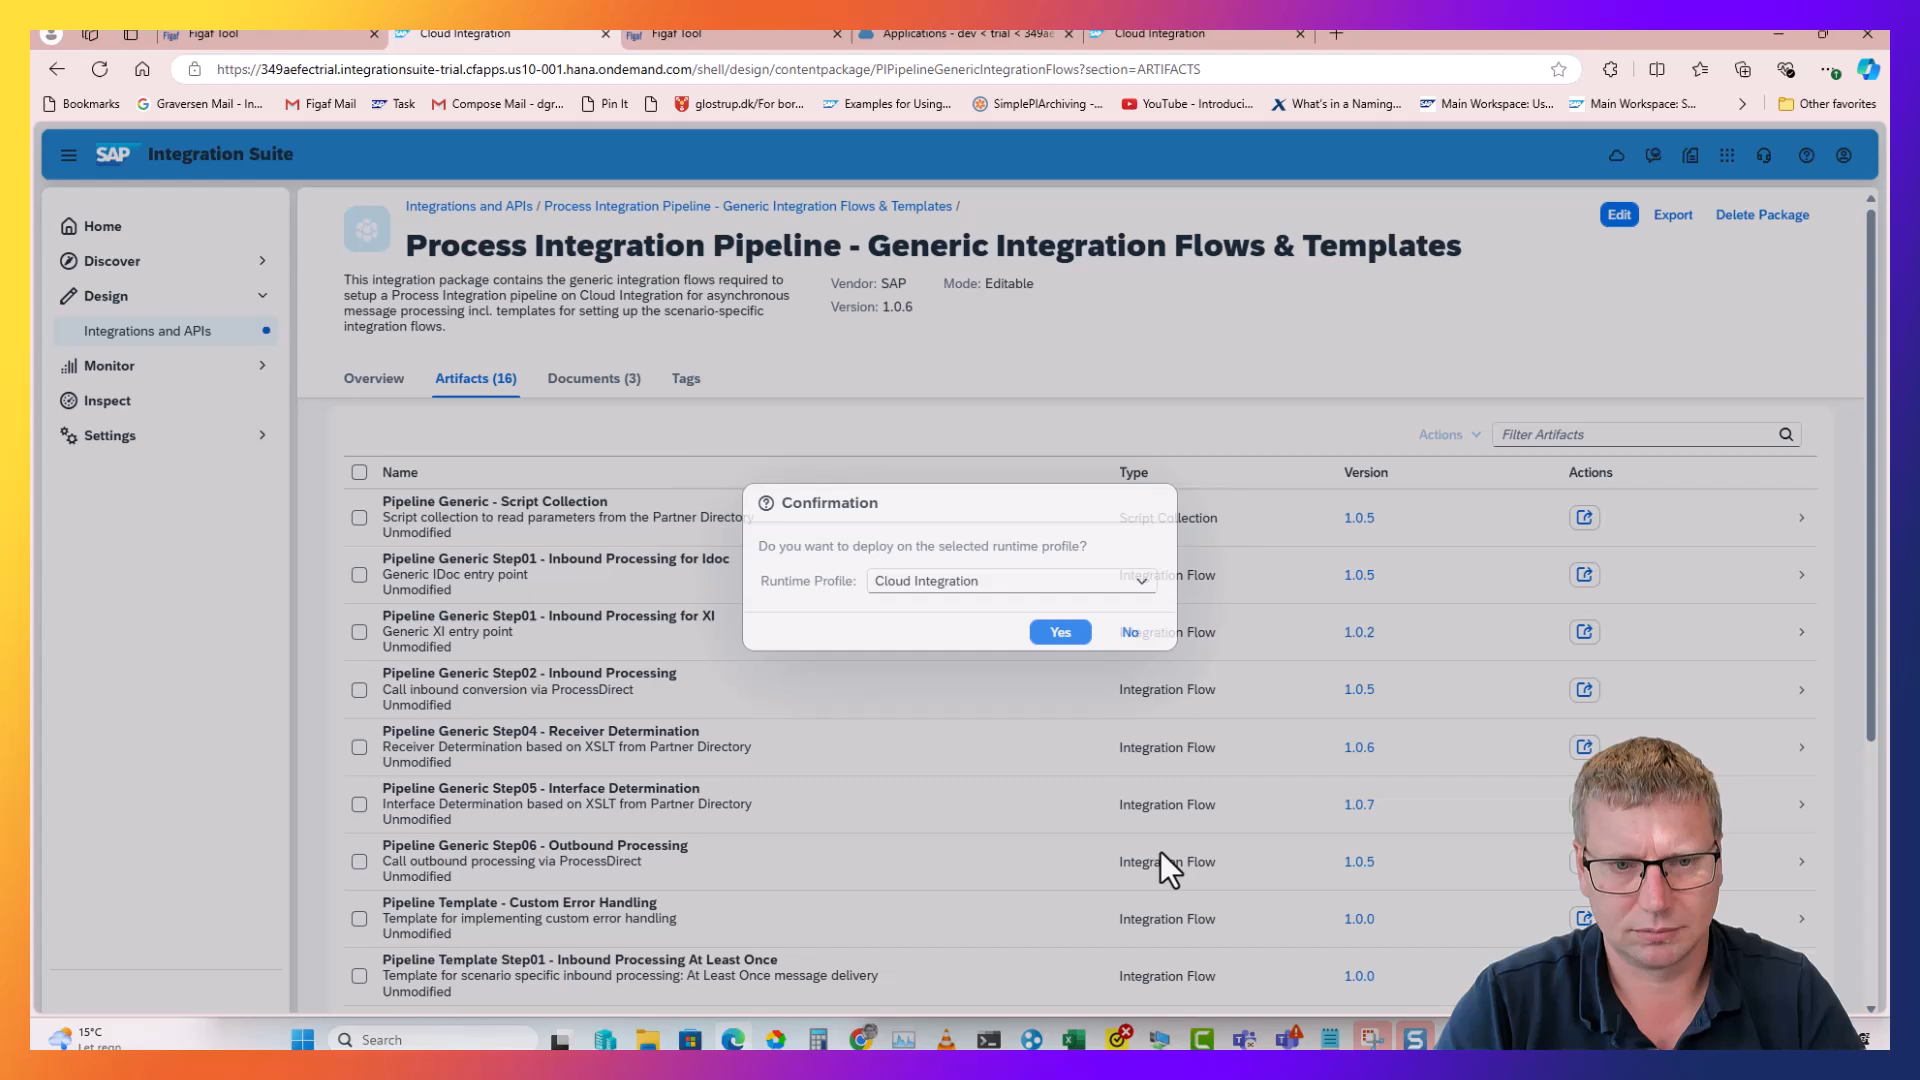 Figaf Tool
Cloud Integration
Figaf Tool
Applications - dev < trial < 349ae
Cloud Integration
https://349aefectrial.integrationsuite-trial.cfapps.us10-001.hana.ondemand.com/shell/design/contentpackage/PIPipelineGenericIntegrationFlows?section=ARTIFACTS
Bookmarks
Graversen Mail - In...
Figaf Mail
Task
Compose Mail - dgr...
Pin It
glostrup.dk/For bor...
Examples for Using...
SimplePIArchiving -...
YouTube - Introduci...
What's in a Naming...
Main Workspace: Us...
Main Workspace: S...
Other favorites
SAP Integration Suite
Home
Discover
Design
Integrations and APIs
Monitor
Inspect
Settings
Integrations and APIs / Process Integration Pipeline - Generic Integration Flows & Templates /
Edit
Export
Delete Package
Process Integration Pipeline - Generic Integration Flows & Templates
This integration package contains the generic integration flows required to
setup a Process Integration pipeline on Cloud Integration for asynchronous
message processing incl. templates for setting up the scenario-specific
integration flows.
Vendor: SAP
Mode: Editable
Version: 1.0.6
Overview
Artifacts (16)
Documents (3)
Tags
Actions
Filter Artifacts
Name
Type
Version
Actions
Pipeline Generic - Script Collection
Script collection to read parameters from the Partner Directory
Unmodified
Script Collection
1.0.5
Pipeline Generic Step01 - Inbound Processing for Idoc
Generic IDoc entry point
Unmodified
Integration Flow
1.0.5
Pipeline Generic Step01 - Inbound Processing for XI
Generic XI entry point
Unmodified
Integration Flow
1.0.2
Pipeline Generic Step02 - Inbound Processing
Call inbound conversion via ProcessDirect
Unmodified
Integration Flow
1.0.5
Pipeline Generic Step04 - Receiver Determination
Receiver Determination based on XSLT from Partner Directory
Unmodified
Integration Flow
1.0.6
Pipeline Generic Step05 - Interface Determination
Interface Determination based on XSLT from Partner Directory
Unmodified
Integration Flow
1.0.7
Pipeline Generic Step06 - Outbound Processing
Call outbound processing via ProcessDirect
Unmodified
Integration Flow
1.0.5
Pipeline Template - Custom Error Handling
Template for implementing custom error handling
Unmodified
Integration Flow
1.0.0
Pipeline Template Step01 - Inbound Processing At Least Once
Template for scenario specific inbound processing: At Least Once message delivery
Unmodified
Integration Flow
1.0.0
Confirmation
Do you want to deploy on the selected runtime profile?
Runtime Profile:
Cloud Integration
Yes
No
15°C
Let regn
Search